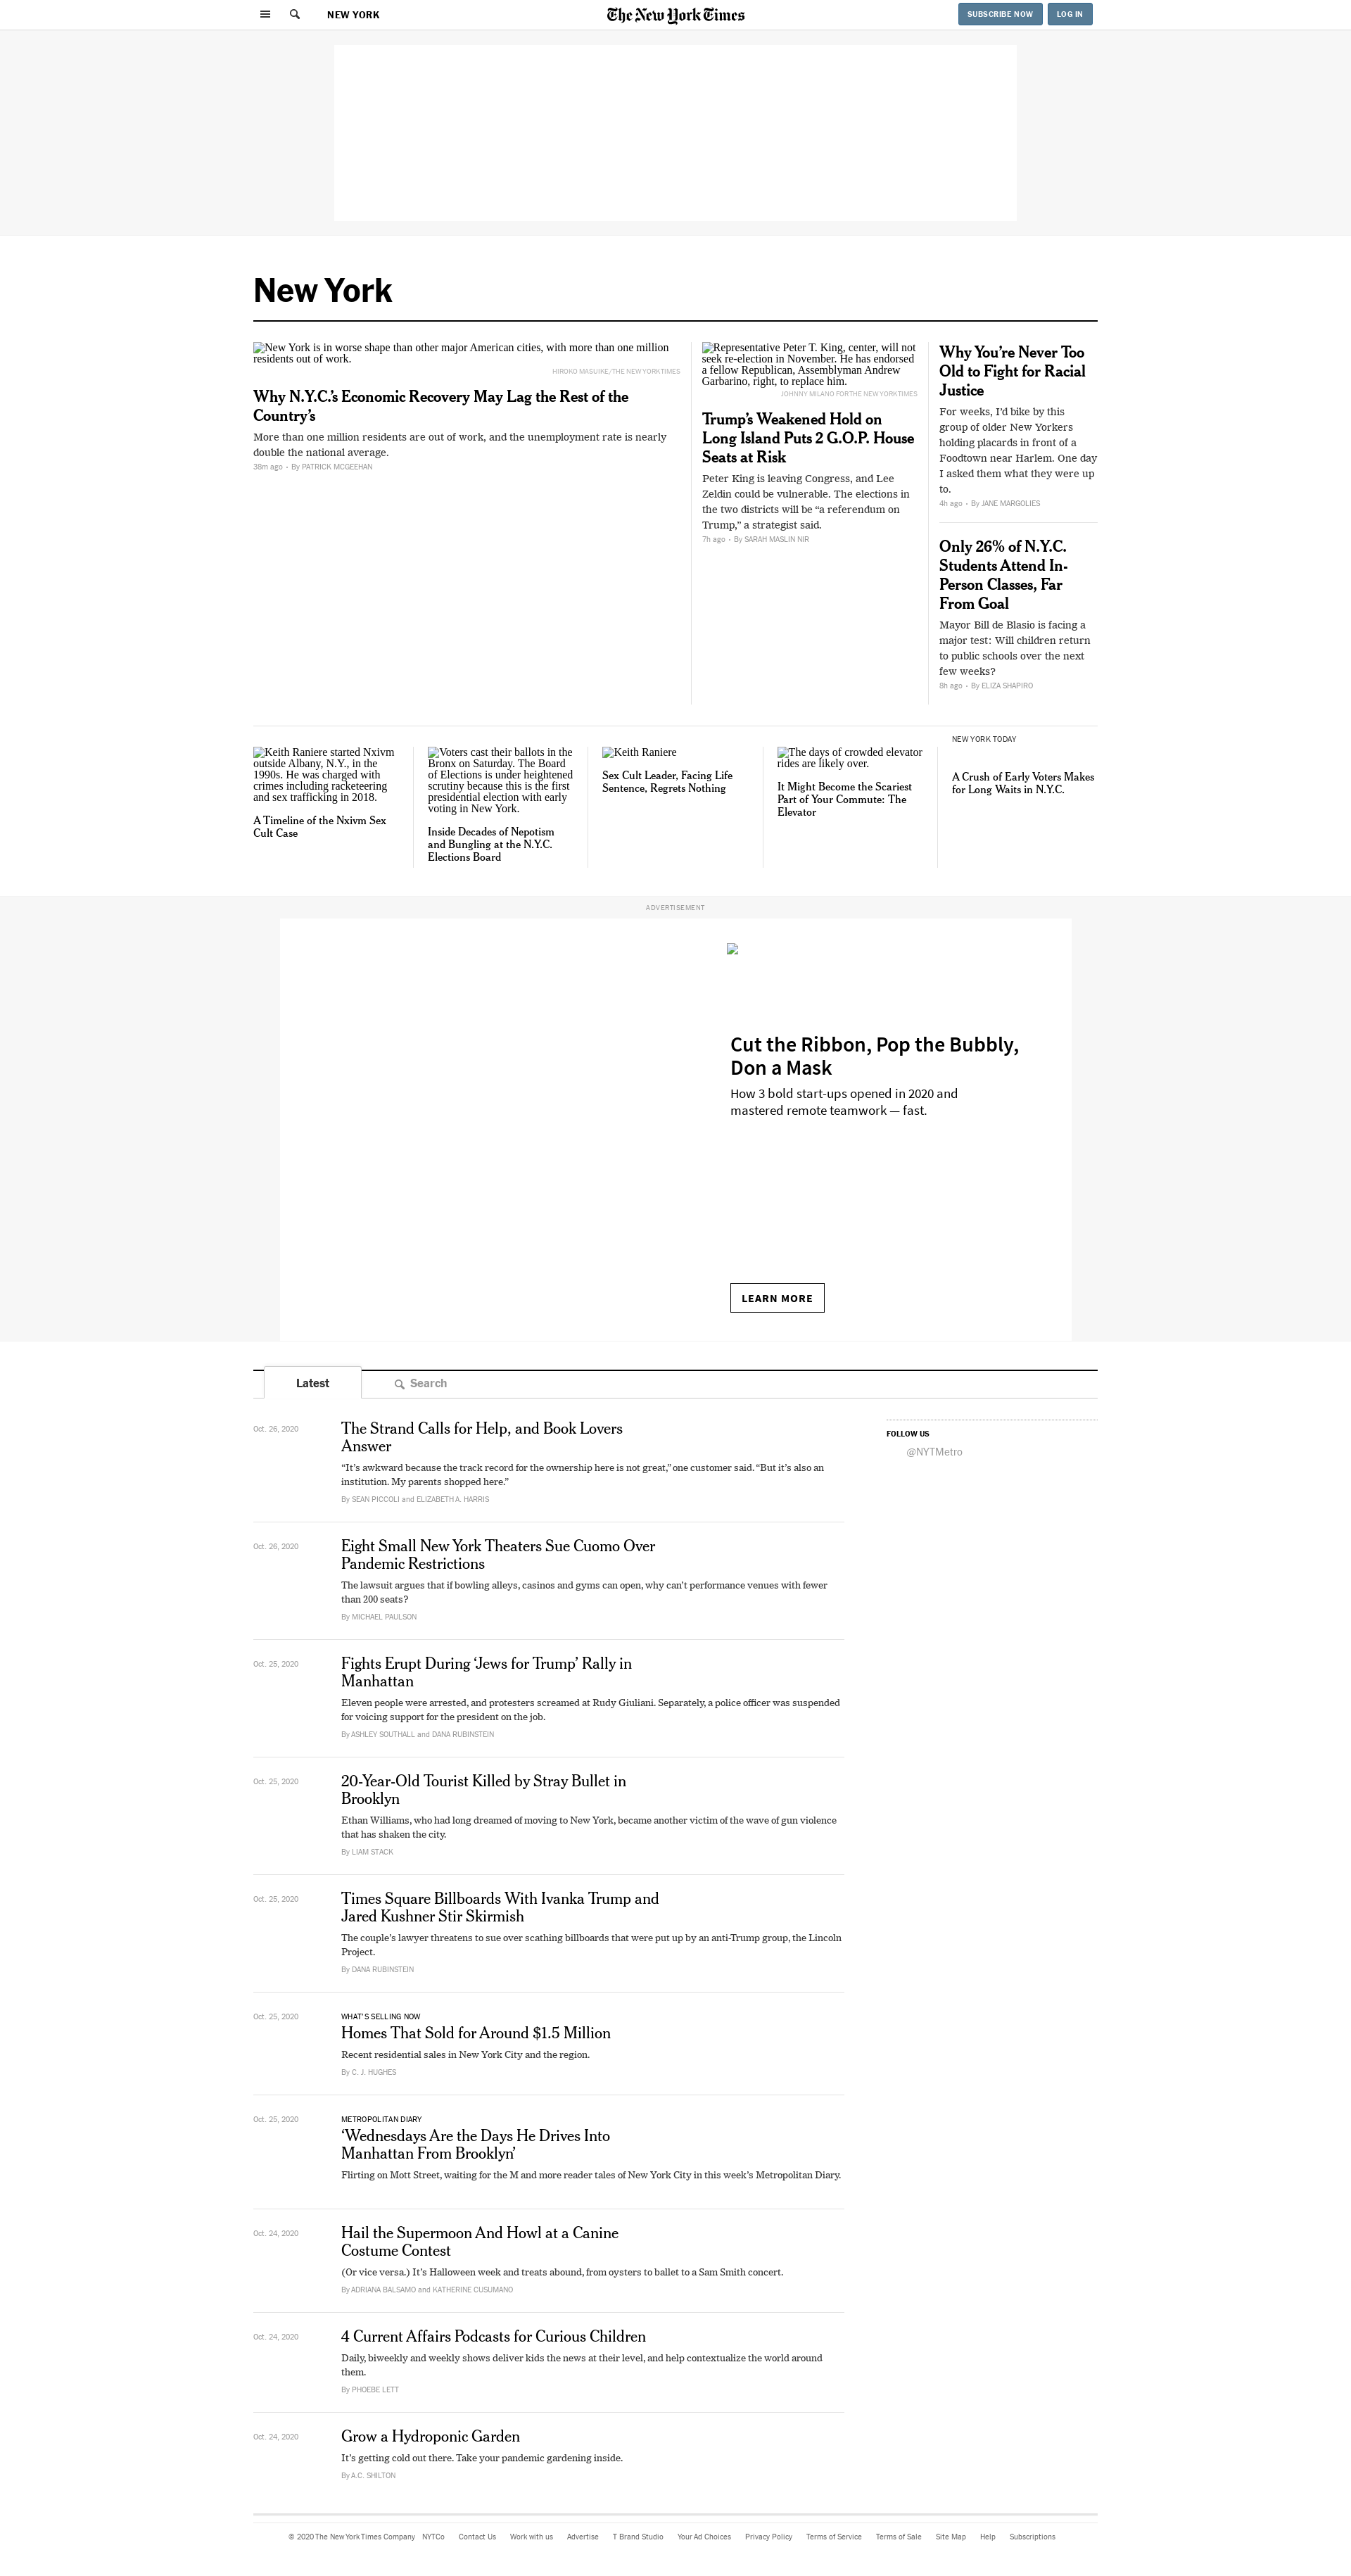 NEW YORK
The New York Times
SUBSCRIBE NOW
LOG IN
New York
New York is in worse shape than other major American cities, with more than one million
residents out of work.
HIROKO MASUIKE/THE NEW YORK TIMES
Why N.Y.C.’s Economic Recovery May Lag the Rest of the
Country’s
More than one million residents are out of work, and the unemployment rate is nearly
double the national average.
38m ago • By PATRICK MCGEEHAN
Representative Peter T. King, center, will not
seek re-election in November. He has endorsed
a fellow Republican, Assemblyman Andrew
Garbarino, right, to replace him.
JOHNNY MILANO FOR THE NEW YORK TIMES
Trump’s Weakened Hold on
Long Island Puts 2 G.O.P. House
Seats at Risk
Peter King is leaving Congress, and Lee
Zeldin could be vulnerable. The elections in
the two districts will be “a referendum on
Trump,” a strategist said.
7h ago • By SARAH MASLIN NIR
Why You’re Never Too
Old to Fight for Racial
Justice
For weeks, I’d bike by this
group of older New Yorkers
holding placards in front of a
Foodtown near Harlem. One day
I asked them what they were up
to.
4h ago • By JANE MARGOLIES
Only 26% of N.Y.C.
Students Attend In-
Person Classes, Far
From Goal
Mayor Bill de Blasio is facing a
major test: Will children return
to public schools over the next
few weeks?
8h ago • By ELIZA SHAPIRO
Keith Raniere started Nxivm
outside Albany, N.Y., in the
1990s. He was charged with
crimes including racketeering
and sex trafficking in 2018.
A Timeline of the Nxivm Sex
Cult Case
Voters cast their ballots in the
Bronx on Saturday. The Board
of Elections is under heightened
scrutiny because this is the first
presidential election with early
voting in New York.
Inside Decades of Nepotism
and Bungling at the N.Y.C.
Elections Board
Keith Raniere
Sex Cult Leader, Facing Life
Sentence, Regrets Nothing
The days of crowded elevator
rides are likely over.
It Might Become the Scariest
Part of Your Commute: The
Elevator
NEW YORK TODAY
A Crush of Early Voters Makes
for Long Waits in N.Y.C.
ADVERTISEMENT
Cut the Ribbon, Pop the Bubbly,
Don a Mask
How 3 bold start-ups opened in 2020 and
mastered remote teamwork — fast.
LEARN MORE
Latest
Search
Oct. 26, 2020
The Strand Calls for Help, and Book Lovers
Answer
“It’s awkward because the track record for the ownership here is not great,” one customer said. “But it’s also an
institution. My parents shopped here.”
By SEAN PICCOLI and ELIZABETH A. HARRIS
FOLLOW US
@NYTMetro
Oct. 26, 2020
Eight Small New York Theaters Sue Cuomo Over
Pandemic Restrictions
The lawsuit argues that if bowling alleys, casinos and gyms can open, why can’t performance venues with fewer
than 200 seats?
By MICHAEL PAULSON
Oct. 25, 2020
Fights Erupt During ‘Jews for Trump’ Rally in
Manhattan
Eleven people were arrested, and protesters screamed at Rudy Giuliani. Separately, a police officer was suspended
for voicing support for the president on the job.
By ASHLEY SOUTHALL and DANA RUBINSTEIN
Oct. 25, 2020
20-Year-Old Tourist Killed by Stray Bullet in
Brooklyn
Ethan Williams, who had long dreamed of moving to New York, became another victim of the wave of gun violence
that has shaken the city.
By LIAM STACK
Oct. 25, 2020
Times Square Billboards With Ivanka Trump and
Jared Kushner Stir Skirmish
The couple’s lawyer threatens to sue over scathing billboards that were put up by an anti-Trump group, the Lincoln
Project.
By DANA RUBINSTEIN
Oct. 25, 2020
WHAT’S SELLING NOW
Homes That Sold for Around $1.5 Million
Recent residential sales in New York City and the region.
By C. J. HUGHES
Oct. 25, 2020
METROPOLITAN DIARY
‘Wednesdays Are the Days He Drives Into
Manhattan From Brooklyn’
Flirting on Mott Street, waiting for the M and more reader tales of New York City in this week’s Metropolitan Diary.
Oct. 24, 2020
Hail the Supermoon And Howl at a Canine
Costume Contest
(Or vice versa.) It’s Halloween week and treats abound, from oysters to ballet to a Sam Smith concert.
By ADRIANA BALSAMO and KATHERINE CUSUMANO
Oct. 24, 2020
4 Current Affairs Podcasts for Curious Children
Daily, biweekly and weekly shows deliver kids the news at their level, and help contextualize the world around
them.
By PHOEBE LETT
Oct. 24, 2020
Grow a Hydroponic Garden
It’s getting cold out there. Take your pandemic gardening inside.
By A.C. SHILTON
© 2020 The New York Times Company NYTCo Contact Us Work with us Advertise T Brand Studio Your Ad Choices Privacy Policy Terms of Service Terms of Sale Site Map Help Subscriptions